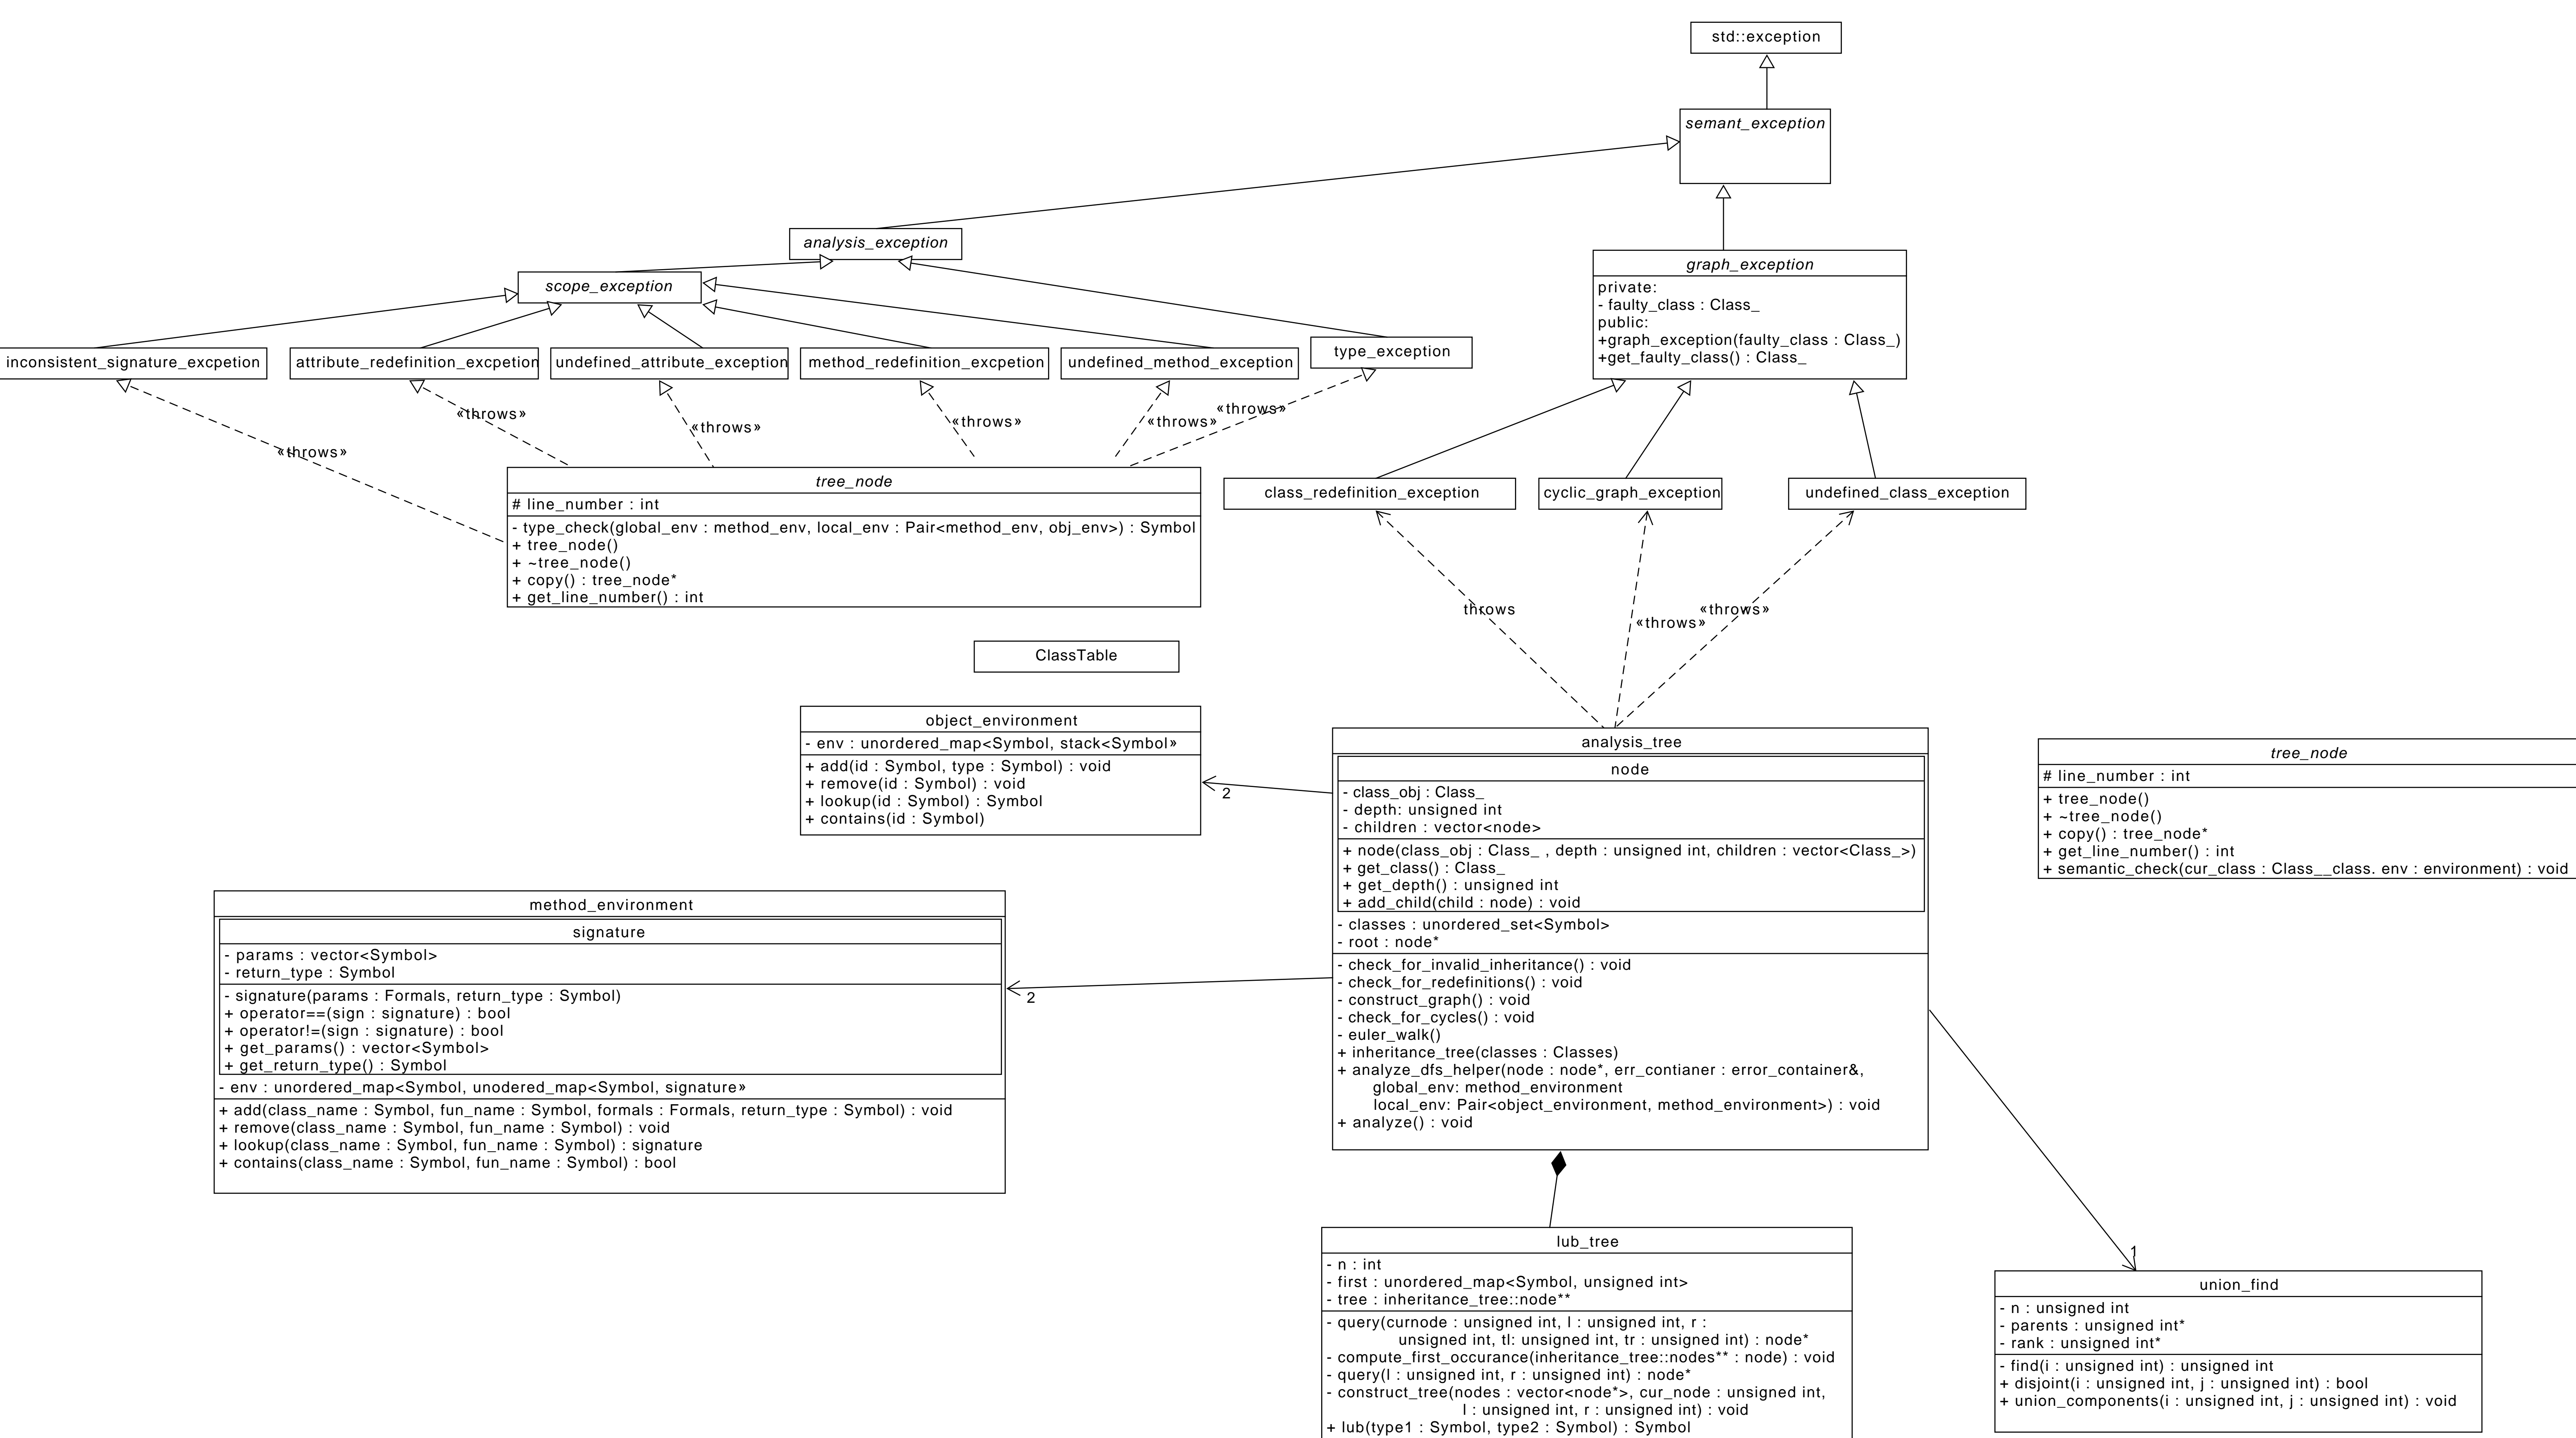 std::exception
semant_exception
analysis_exception
graph_exception
private:
- faulty_class : Class_
public:
+graph_exception(faulty_class : Class_)
+get_faulty_class() : Class_
scope_exception
inconsistent_signature_excpetion
attribute_redefinition_excpetion
undefined_attribute_exception
method_redefinition_excpetion
undefined_method_exception
type_exception
«throws»
«throws»
«throws»
«throws»
«throws»
«throws»
tree_node
# line_number : int
- type_check(global_env : method_env, local_env : Pair<method_env, obj_env>) : Symbol
+ tree_node()
+ ~tree_node()
+ copy() : tree_node*
+ get_line_number() : int
class_redefinition_exception
cyclic_graph_exception
undefined_class_exception
throws
«throws»
«throws»
ClassTable
object_environment
- env : unordered_map<Symbol, stack<Symbol»
+ add(id : Symbol, type : Symbol) : void
+ remove(id : Symbol) : void
+ lookup(id : Symbol) : Symbol
+ contains(id : Symbol)
2
analysis_tree
node
- class_obj : Class_
- depth: unsigned int
- children : vector<node>
+ node(class_obj : Class_ , depth : unsigned int, children : vector<Class_>)
+ get_class() : Class_
+ get_depth() : unsigned int
+ add_child(child : node) : void
- classes : unordered_set<Symbol>
- root : node*
- check_for_invalid_inheritance() : void
- check_for_redefinitions() : void
- construct_graph() : void
- check_for_cycles() : void
- euler_walk()
+ inheritance_tree(classes : Classes)
+ analyze_dfs_helper(node : node*, err_contianer : error_container&,
global_env: method_environment
local_env: Pair<object_environment, method_environment>) : void
+ analyze() : void
tree_node
# line_number : int
+ tree_node()
+ ~tree_node()
+ copy() : tree_node*
+ get_line_number() : int
+ semantic_check(cur_class : Class__class. env : environment) : void
method_environment
signature
- params : vector<Symbol>
- return_type : Symbol
- signature(params : Formals, return_type : Symbol)
+ operator==(sign : signature) : bool
+ operator!=(sign : signature) : bool
+ get_params() : vector<Symbol>
+ get_return_type() : Symbol
- env : unordered_map<Symbol, unodered_map<Symbol, signature»
+ add(class_name : Symbol, fun_name : Symbol, formals : Formals, return_type : Symbol) : void
+ remove(class_name : Symbol, fun_name : Symbol) : void
+ lookup(class_name : Symbol, fun_name : Symbol) : signature
+ contains(class_name : Symbol, fun_name : Symbol) : bool
2
lub_tree
- n : int
- first : unordered_map<Symbol, unsigned int>
- tree : inheritance_tree::node**
- query(curnode : unsigned int, l : unsigned int, r :
unsigned int, tl: unsigned int, tr : unsigned int) : node*
- compute_first_occurance(inheritance_tree::nodes** : node) : void
- query(l : unsigned int, r : unsigned int) : node*
- construct_tree(nodes : vector<node*>, cur_node : unsigned int,
l : unsigned int, r : unsigned int) : void
+ lub(type1 : Symbol, type2 : Symbol) : Symbol
1
union_find
- n : unsigned int
- parents : unsigned int*
- rank : unsigned int*
- find(i : unsigned int) : unsigned int
+ disjoint(i : unsigned int, j : unsigned int) : bool
+ union_components(i : unsigned int, j : unsigned int) : void